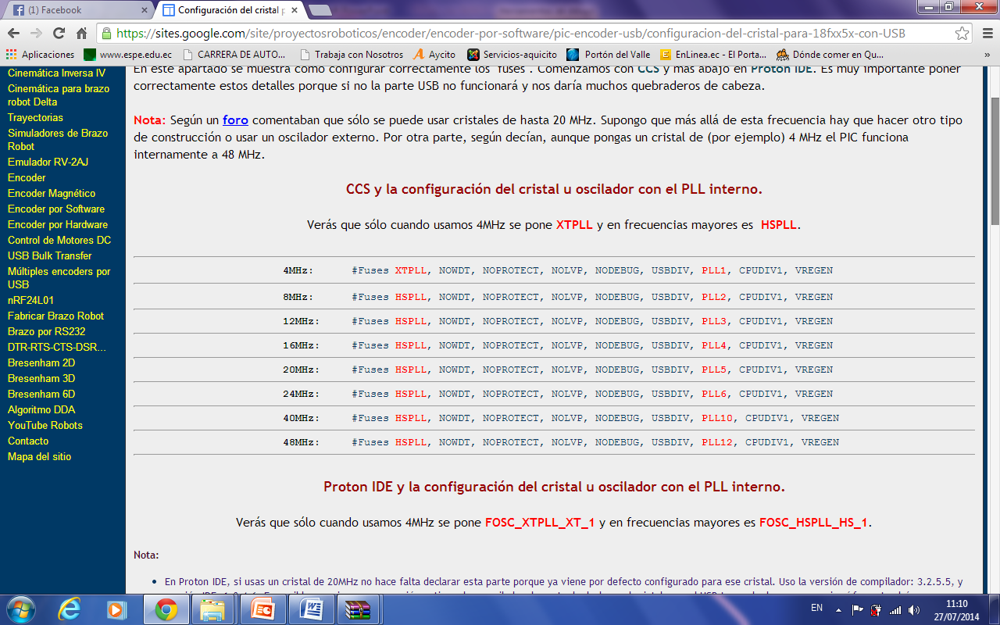 (1) Facebook
Configuración del cristal p
https://sites.google.com/site/proyectosroboticos/encoder/encoder-por-software/pic-encoder-usb/configuracion-del-cristal-para-18fxx5x-con-USB
Aplicaciones www.espe.edu.ec CARRERA DE AUTO... Trabaja con Nosotros Aycito Servicios-aquicito Portón del Valle EnLinea.ec - El Porta... Dónde comer en Qu... »
Cinemática Inversa IV
Cinemática para brazo
robot Delta
Trayectorias
Simuladores de Brazo
Robot
Emulador RV-2AJ
Encoder
Encoder Magnético
Encoder por Software
Encoder por Hardware
Control de Motores DC
USB Bulk Transfer
Múltiples encoders por
USB
nRF24L01
Fabricar Brazo Robot
Brazo por RS232
DTR-RTS-CTS-DSR...
Bresenham 2D
Bresenham 3D
Bresenham 6D
Algoritmo DDA
YouTube Robots
Contacto
Mapa del sitio
En este apartado se muestra como configurar correctamente los "fuses". Comenzamos con CCS y más abajo en Proton IDE. Es muy importante poner
correctamente estos detalles porque si no la parte USB no funcionará y nos daría muchos quebraderos de cabeza.
Nota: Según un foro comentaban que sólo se puede usar cristales de hasta 20 MHz. Supongo que más allá de esta frecuencia hay que hacer otro tipo
de construcción o usar un oscilador externo. Por otra parte, según decían, aunque pongas un cristal de (por ejemplo) 4 MHz el PIC funciona
internamente a 48 MHz.
CCS y la configuración del cristal u oscilador con el PLL interno.
Verás que sólo cuando usamos 4MHz se pone XTPLL y en frecuencias mayores es HSPLL.
4MHz: #Fuses XTPLL, NOWDT, NOPROTECT, NOLVP, NODEBUG, USBDIV, PLL1, CPUDIV1, VREGEN
8MHz: #Fuses HSPLL, NOWDT, NOPROTECT, NOLVP, NODEBUG, USBDIV, PLL2, CPUDIV1, VREGEN
12MHz: #Fuses HSPLL, NOWDT, NOPROTECT, NOLVP, NODEBUG, USBDIV, PLL3, CPUDIV1, VREGEN
16MHz: #Fuses HSPLL, NOWDT, NOPROTECT, NOLVP, NODEBUG, USBDIV, PLL4, CPUDIV1, VREGEN
20MHz: #Fuses HSPLL, NOWDT, NOPROTECT, NOLVP, NODEBUG, USBDIV, PLL5, CPUDIV1, VREGEN
24MHz: #Fuses HSPLL, NOWDT, NOPROTECT, NOLVP, NODEBUG, USBDIV, PLL6, CPUDIV1, VREGEN
40MHz: #Fuses HSPLL, NOWDT, NOPROTECT, NOLVP, NODEBUG, USBDIV, PLL10, CPUDIV1, VREGEN
48MHz: #Fuses HSPLL, NOWDT, NOPROTECT, NOLVP, NODEBUG, USBDIV, PLL12, CPUDIV1, VREGEN
Proton IDE y la configuración del cristal u oscilador con el PLL interno.
Verás que sólo cuando usamos 4MHz se pone FOSC_XTPLL_XT_1 y en frecuencias mayores es FOSC_HSPLL_HS_1.
Nota:
• En Proton IDE, si usas un cristal de 20MHz no hace falta declarar esta parte porque ya viene por defecto configurado para ese cristal. Uso la versión de compilador: 3.2.5.5, y
EN
11:10
27/07/2014